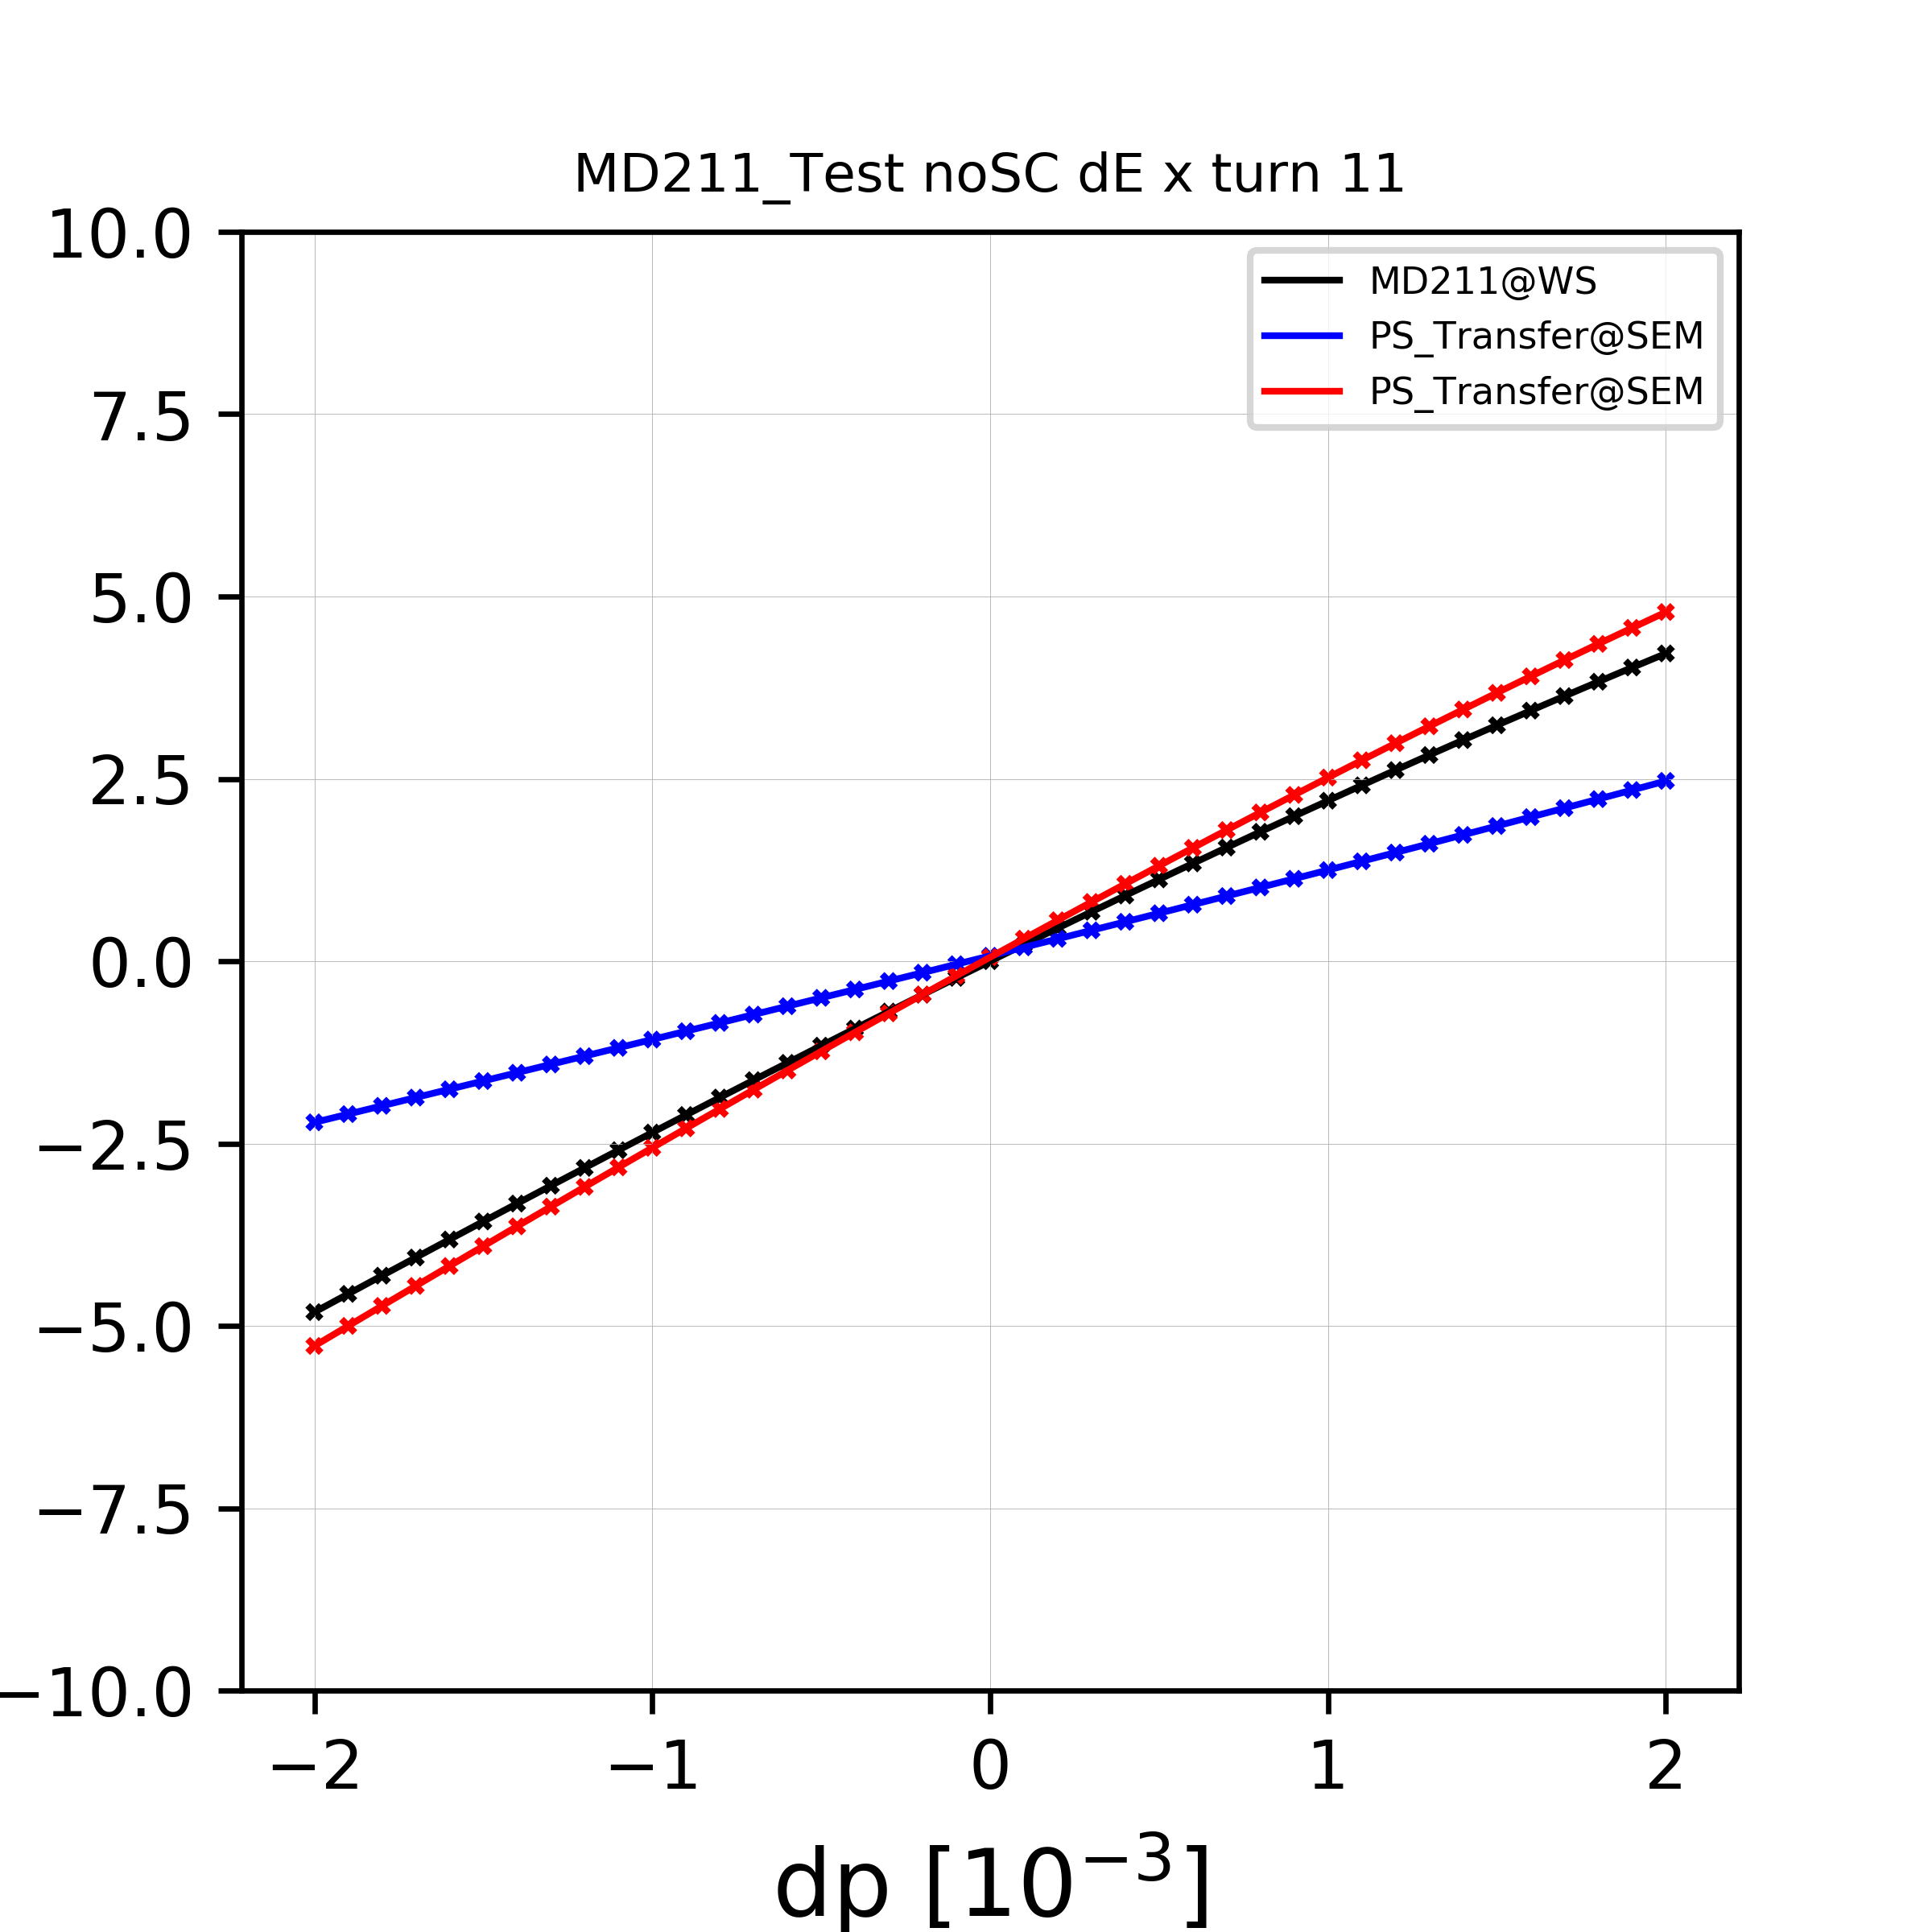 MD211_Test noSC dE x turn 11
MD211@WS
PS_Transfer@SEM
PS_Transfer@SEM
10.0
7.5
5.0
2.5
0.0
−2.5
−5.0
−7.5
−10.0
−2 −1 0 1 2
dp [10⁻³]